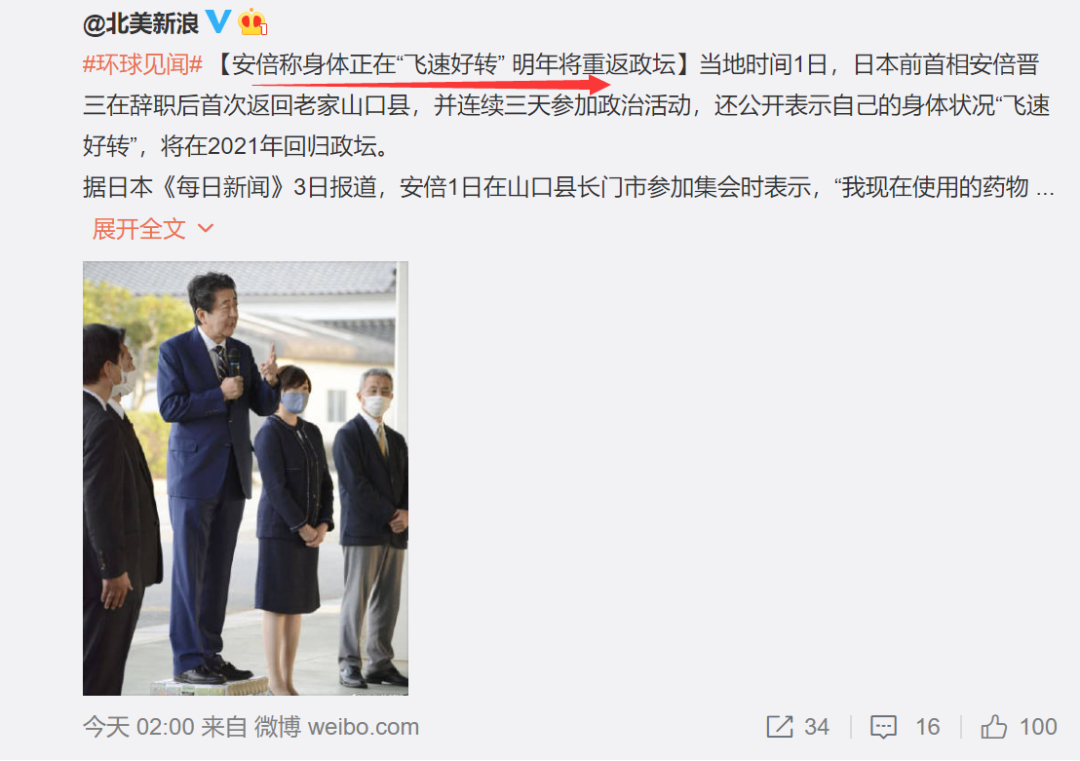 @北美新浪
#环球见闻# 【安倍称身体正在“飞速好转” 明年将重返政坛】当地时间1日，日本前首相安倍晋
三在辞职后首次返回老家山口县，并连续三天参加政治活动，还公开表示自己的身体状况“飞速
好转”，将在2021年回归政坛。
据日本《每日新闻》3日报道，安倍1日在山口县长门市参加集会时表示，“我现在使用的药物 ...
展开全文
今天 02:00 来自 微博 weibo.com
34
16
100